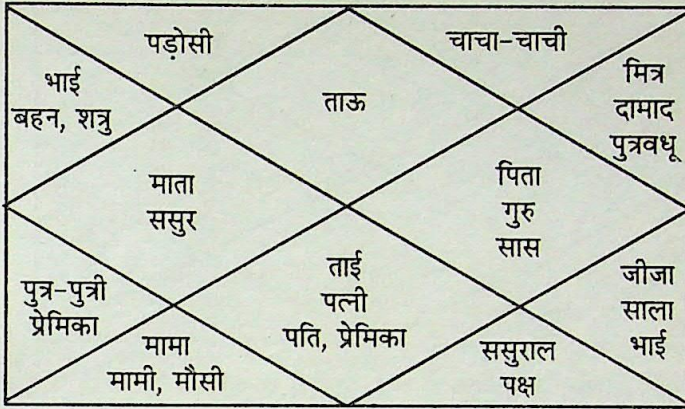 पड़ोसी
चाचा-चाची
भाई
बहन, शत्रु
ताऊ
मित्र
दामाद
पुत्रवधू
माता
ससुर
पिता
गुरु
सास
पुत्र-पुत्री
प्रेमिका
ताई
पत्नी
पति, प्रेमिका
जीजा
साला
भाई
मामा
मामी, मौसी
ससुराल
पक्ष